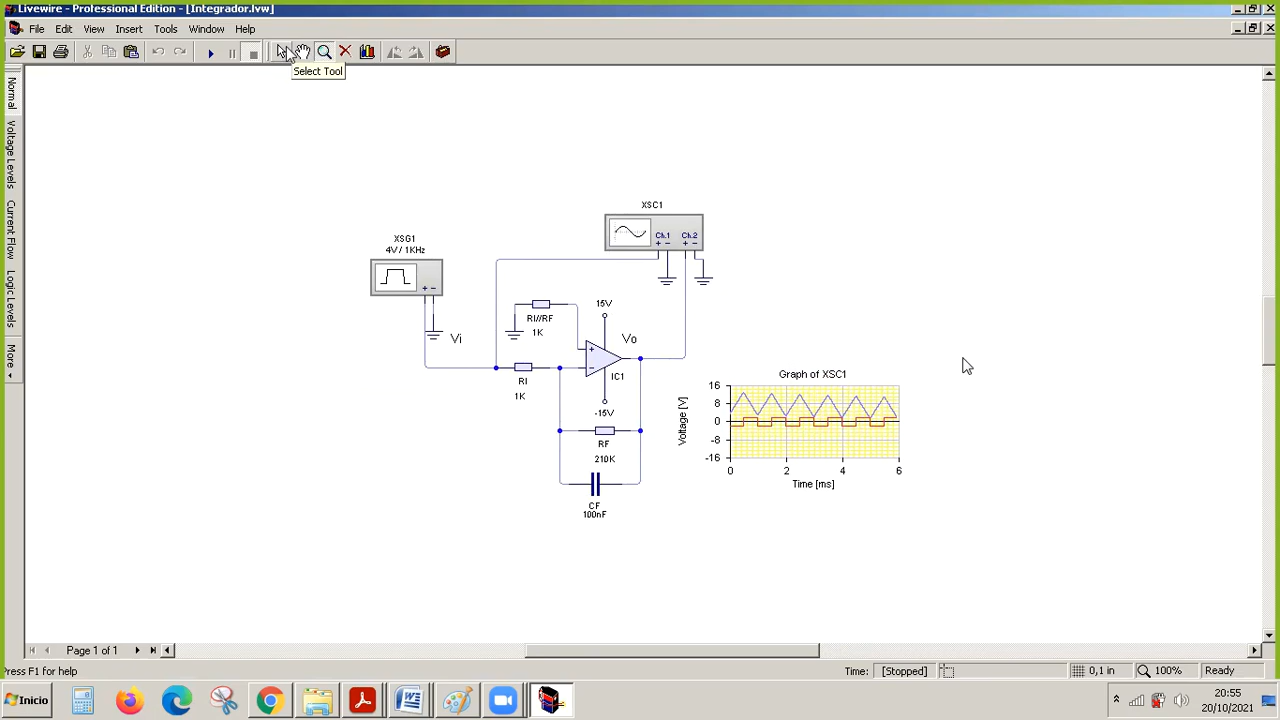 Livewire - Professional Edition - [Integrador.lvw]
File Edit View Insert Tools Window Help
Select Tool
Normal
Voltage Levels
Current Flow
Logic Levels
More
XSC1
Ch.1 Ch.2
+ - + -
XSG1
4V / 1KHz
+ -
RI//RF
1K
15V
Vi
Vo
+
-
IC1
RI
1K
-15V
RF
210K
CF
100nF
Graph of XSC1
Voltage [V]
16
8
0
-8
-16
0 2 4 6
Time [ms]
Page 1 of 1
Press F1 for help
Time: [Stopped]
0,1 in
100%
Ready
Inicio
20:55
20/10/2021